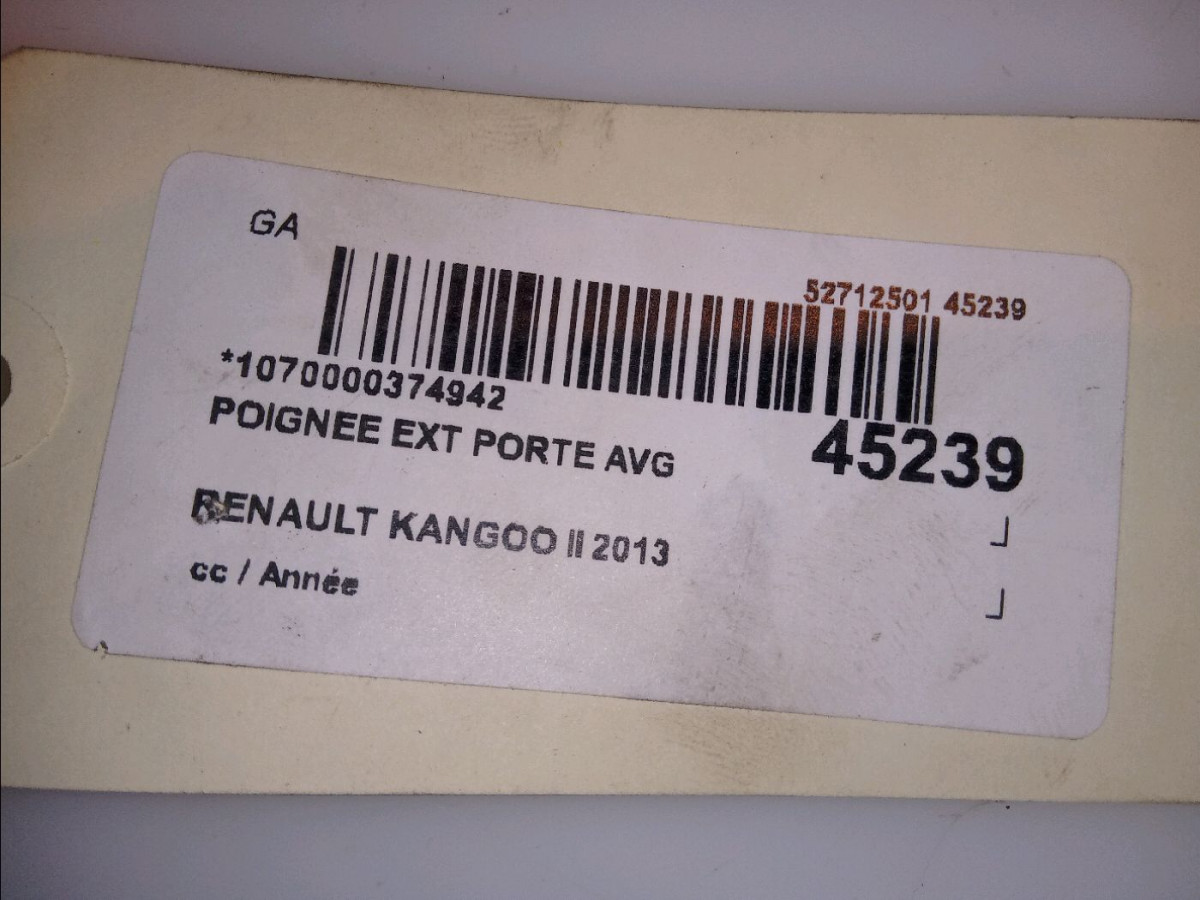 GA
52712501 45239
*1070000374942
POIGNEE EXT PORTE AVG
45239
RENAULT KANGOO II 2013
cc / Année